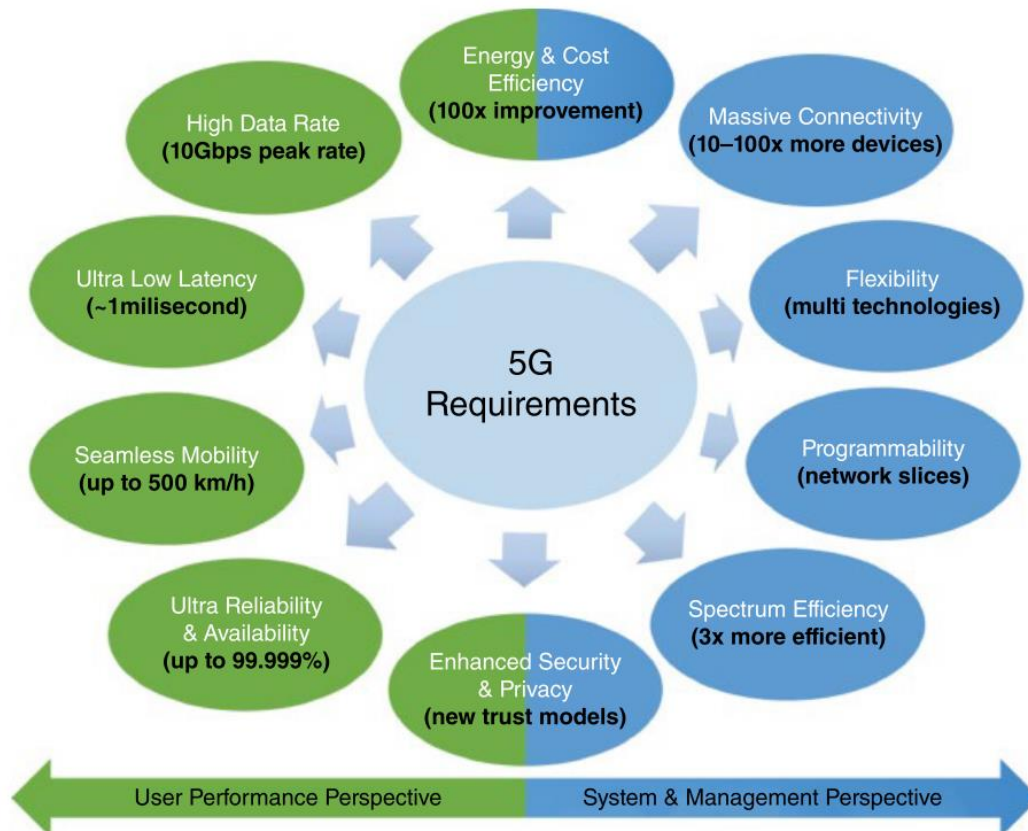 Energy & Cost
Efficiency
(100x improvement)
High Data Rate
(10Gbps peak rate)
Massive Connectivity
(10–100x more devices)
Ultra Low Latency
(~1milisecond)
Flexibility
(multi technologies)
5G
Requirements
Seamless Mobility
(up to 500 km/h)
Programmability
(network slices)
Ultra Reliability
& Availability
(up to 99.999%)
Spectrum Efficiency
(3x more efficient)
Enhanced Security
& Privacy
(new trust models)
User Performance Perspective
System & Management Perspective